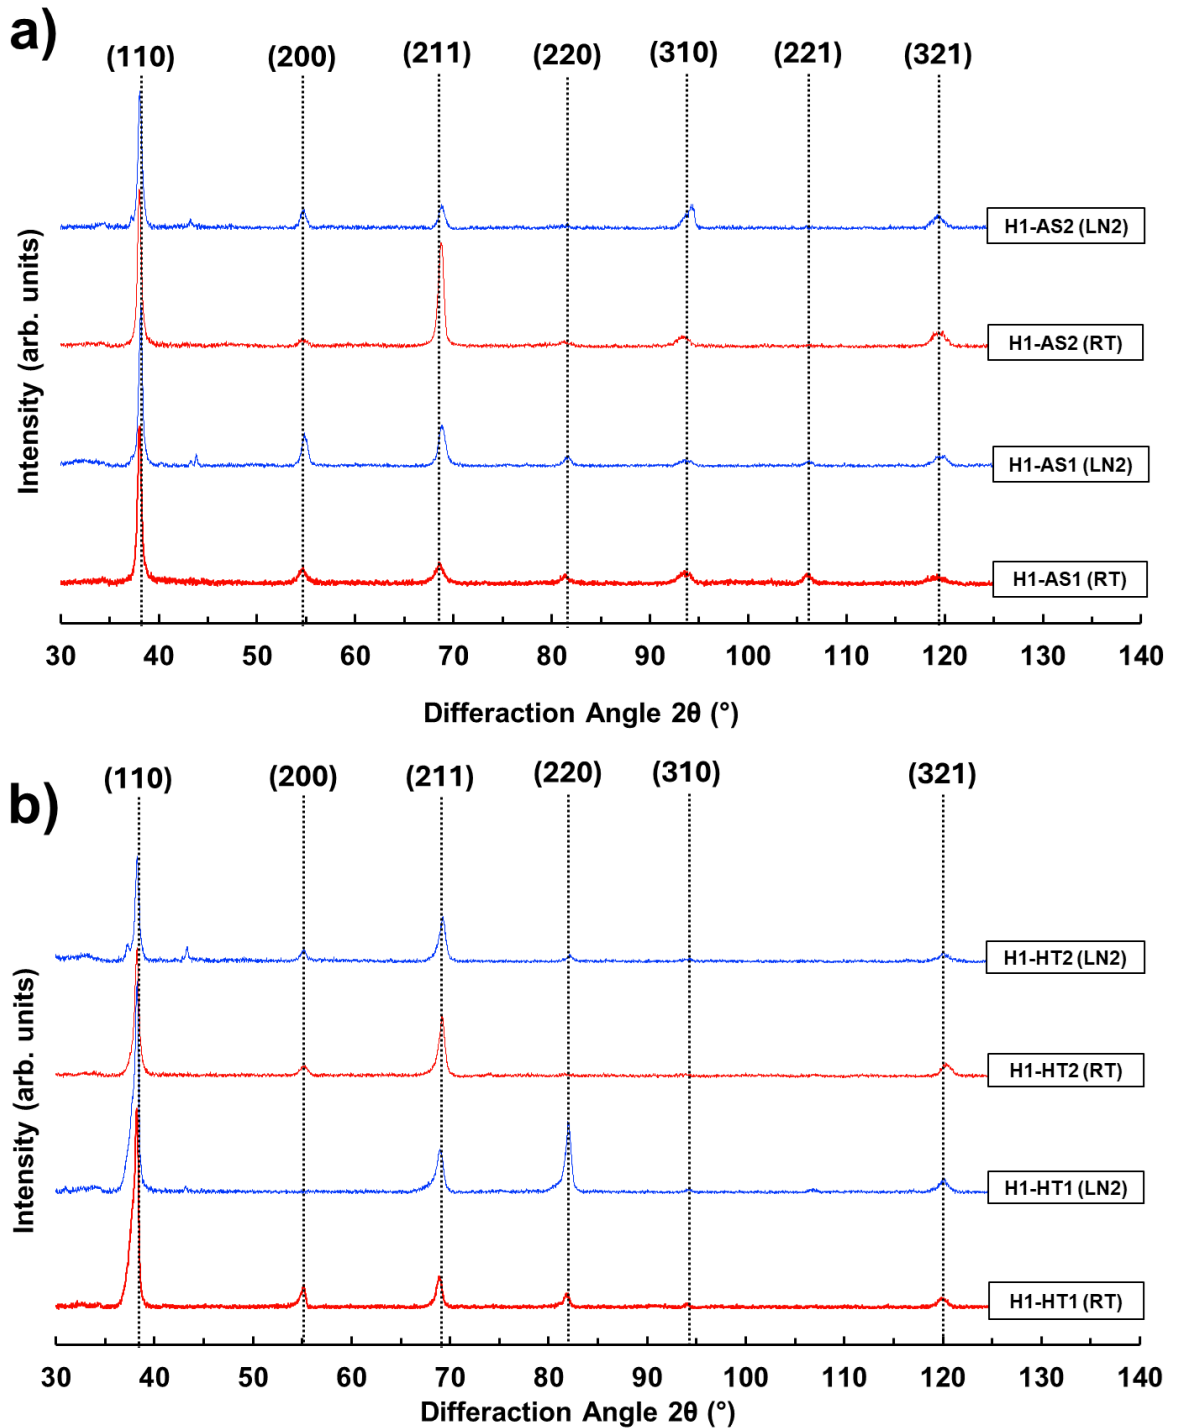 a)
(110) (200) (211) (220) (310) (221) (321)
H1-AS2 (LN2)
H1-AS2 (RT)
H1-AS1 (LN2)
H1-AS1 (RT)
Intensity (arb. units)
30 40 50 60 70 80 90 100 110 120 130 140
Differaction Angle 2θ (°)
b)
(110) (200) (211) (220) (310) (321)
H1-HT2 (LN2)
H1-HT2 (RT)
H1-HT1 (LN2)
H1-HT1 (RT)
Intensity (arb. units)
30 40 50 60 70 80 90 100 110 120 130 140
Differaction Angle 2θ (°)